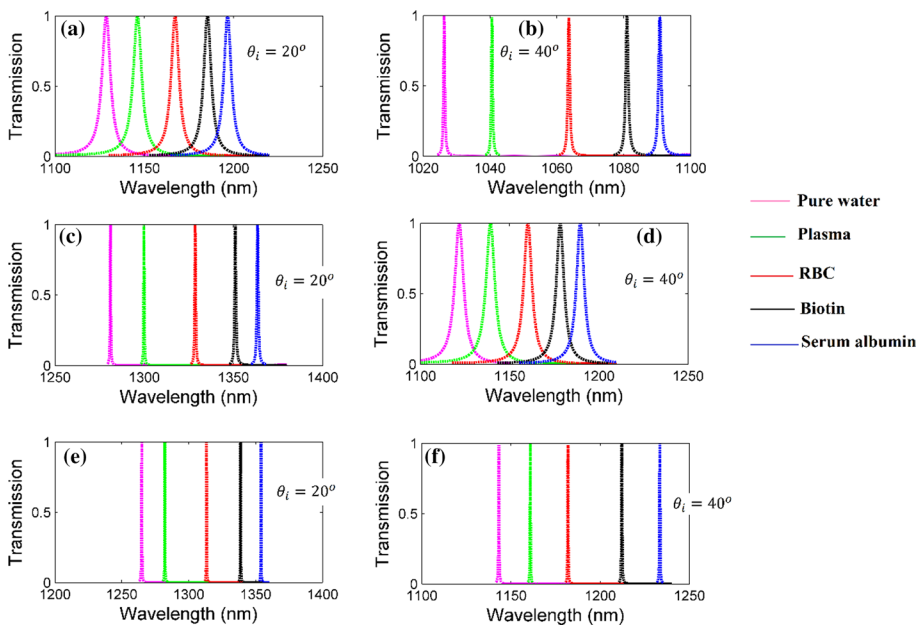 (a)
θi = 20o
1
0.5
0
Transmission
1100 1150 1200 1250
Wavelength (nm)
(b)
θi = 40o
1
0.5
0
Transmission
1020 1040 1060 1080 1100
Wavelength (nm)
(c)
θi = 20o
1
0.5
0
Transmission
1250 1300 1350 1400
Wavelength (nm)
(d)
θi = 40o
1
0.5
0
Transmission
1100 1150 1200 1250
Wavelength (nm)
Pure water
Plasma
RBC
Biotin
Serum albumin
(e)
θi = 20o
1
0.5
0
Transmission
1200 1250 1300 1350 1400
Wavelength (nm)
(f)
θi = 40o
1
0.5
0
Transmission
1100 1150 1200 1250
Wavelength (nm)